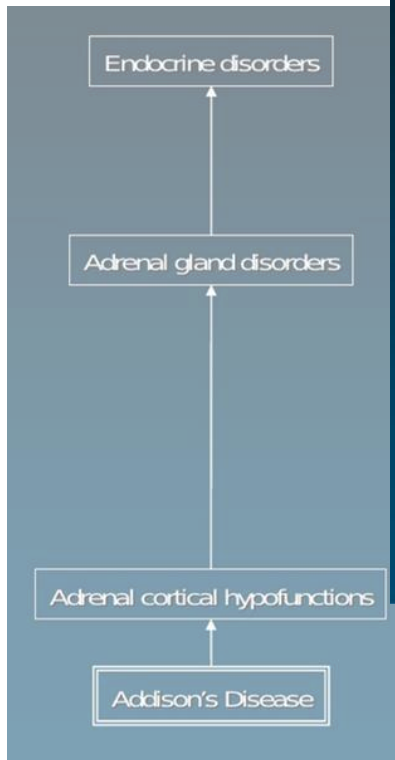 Endocrine disorders
Adrenal gland disorders
Adrenal cortical hypofunctions
Addison's Disease